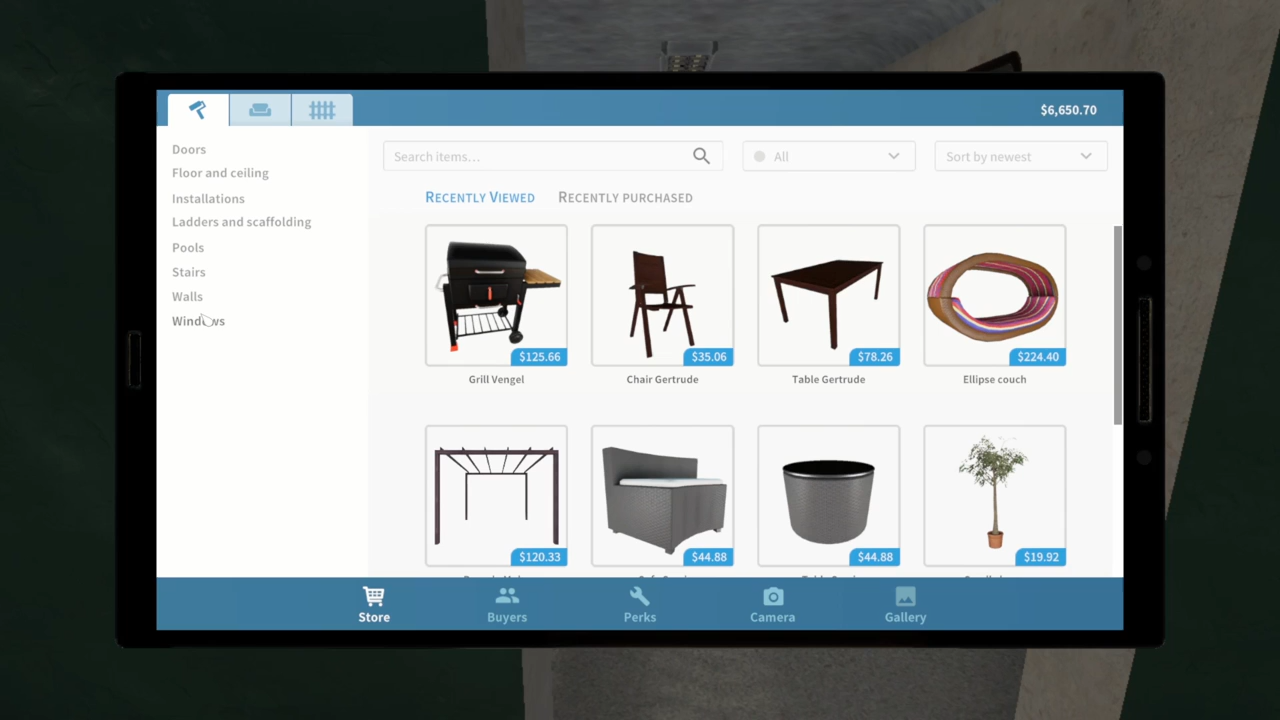 $6,650.70
Doors
Floor and ceiling
Installations
Ladders and scaffolding
Pools
Stairs
Walls
Windows
Search items...
All
Sort by newest
RECENTLY VIEWED
RECENTLY PURCHASED
$125.66
$35.06
$78.26
$224.40
Grill Vengel
Chair Gertrude
Table Gertrude
Ellipse couch
$120.33
$44.88
$44.88
$19.92
Store
Buyers
Perks
Camera
Gallery